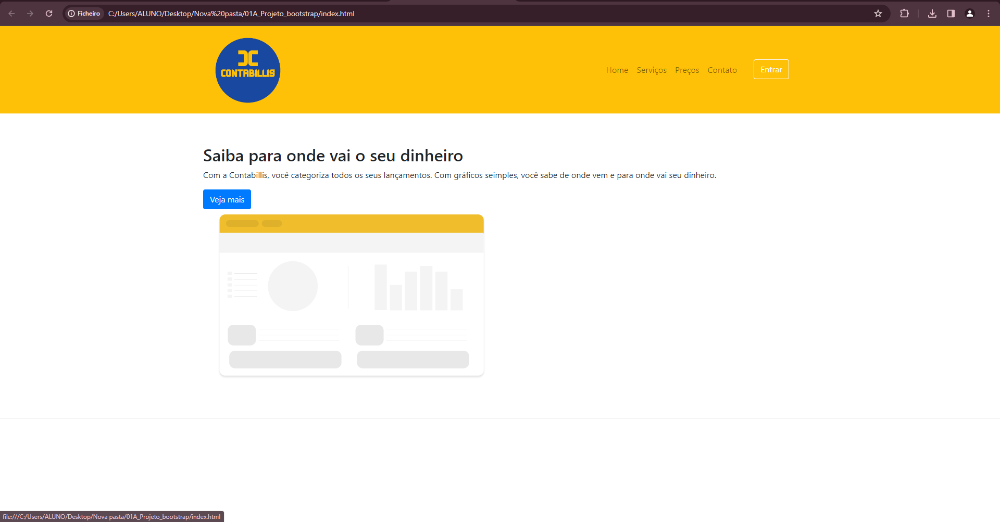 Ficheiro C:/Users/ALUNO/Desktop/Nova%20pasta/01A_Projeto_bootstrap/index.html
CONTABILLIS
Home Serviços Preços Contato Entrar
Saiba para onde vai o seu dinheiro
Com a Contabillis, você categoriza todos os seus lançamentos. Com gráficos seimples, você sabe de onde vem e para onde vai seu dinheiro.
Veja mais
file:///C:/Users/ALUNO/Desktop/Nova pasta/01A_Projeto_bootstrap/index.html